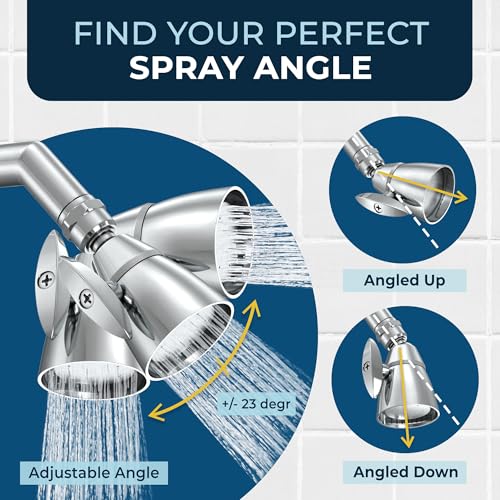 FIND YOUR PERFECT
SPRAY ANGLE
Angled Up
+/- 23 degr
Adjustable Angle
Angled Down